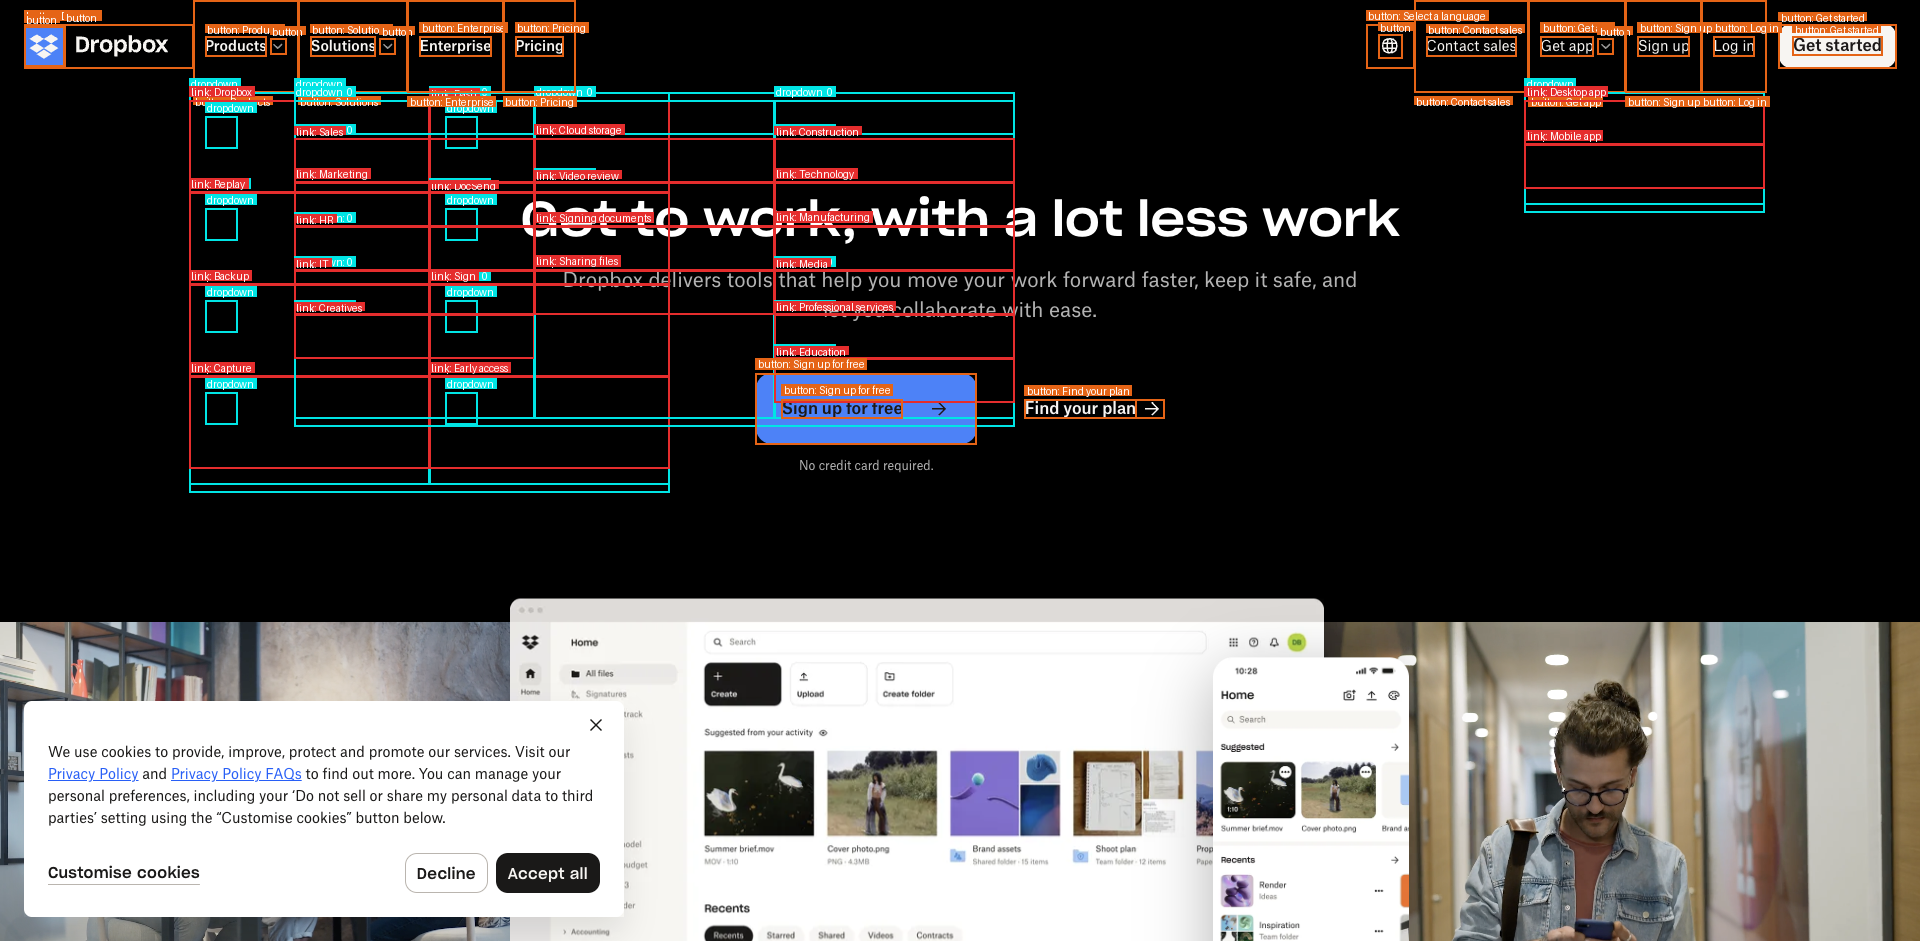 button
button
Dropbox
button: Produ
button
Products
button: Solutio
button
Solutions
button: Enterprise
Enterprise
button: Pricing
Pricing
button: Select a language
button
button: Contact sales
Contact sales
button: Get
button
Get app
button: Sign up
Sign up
button: Log in
Log in
button: Get started
button: Get started
Get started
dropdown
link: Dropbox
dropdown
dropdown: 0
dropdown: 0
dropdown: 0
button: Solutions
button: Enterprise
button: Pricing
button: Contact sales
button: Get app
button: Sign up
button: Log in
dropdown
link: Desktop app
link: Mobile app
dropdown
dropdown
link: Sales
link: Cloud storage
link: Construction
link: Marketing
link: Video review
link: Technology
link: Replay
link: DocSend
dropdown
dropdown
link: HR
link: Signing documents
link: Manufacturing
Get to work, with a lot less work
link: IT
link: Sharing files
link: Media
link: Backup
link: Sign
Dropbox delivers tools that help you move your work forward faster, keep it safe, and
let you collaborate with ease.
dropdown
dropdown
link: Creatives
link: Professional services
link: Education
link: Capture
link: Early access
dropdown
dropdown
button: Sign up for free
button: Sign up for free
Sign up for free
button: Find your plan
Find your plan
No credit card required.
Home
Search
DB
Home
All files
Signatures
track
Create
Upload
Create folder
Suggested from your activity
Summer brief.mov
MOV · 1:10
Cover photo.png
PNG · 4.3MB
Brand assets
Shared folder · 15 items
Shoot plan
Team folder · 12 items
Prop
Pape
Recents
Recents
Starred
Shared
Videos
Contracts
Accounting
10:28
Home
Search
Suggested
1:10
Summer brief.mov
Cover photo.png
Brand a
Recents
Render
Ideas
Inspiration
Team folder
We use cookies to provide, improve, protect and promote our services. Visit our
Privacy Policy and Privacy Policy FAQs to find out more. You can manage your
personal preferences, including your ‘Do not sell or share my personal data to third
parties’ setting using the “Customise cookies” button below.
Customise cookies
Decline
Accept all